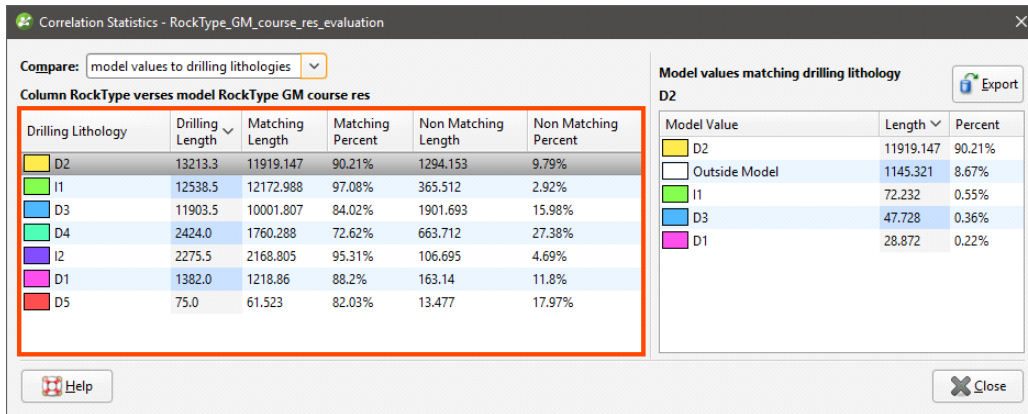 Correlation Statistics - RockType_GM_course_res_evaluation
Compare: model values to drilling lithologies
Column RockType verses model RockType GM course res
Drilling Lithology Drilling Length Matching Length Matching Percent Non Matching Length Non Matching Percent
D2 13213.3 11919.147 90.21% 1294.153 9.79%
I1 12538.5 12172.988 97.08% 365.512 2.92%
D3 11903.5 10001.807 84.02% 1901.693 15.98%
D4 2424.0 1760.288 72.62% 663.712 27.38%
I2 2275.5 2168.805 95.31% 106.695 4.69%
D1 1382.0 1218.86 88.2% 163.14 11.8%
D5 75.0 61.523 82.03% 13.477 17.97%
Model values matching drilling lithology
D2
Export
Model Value Length Percent
D2 11919.147 90.21%
Outside Model 1145.321 8.67%
I1 72.232 0.55%
D3 47.728 0.36%
D1 28.872 0.22%
Help
Close